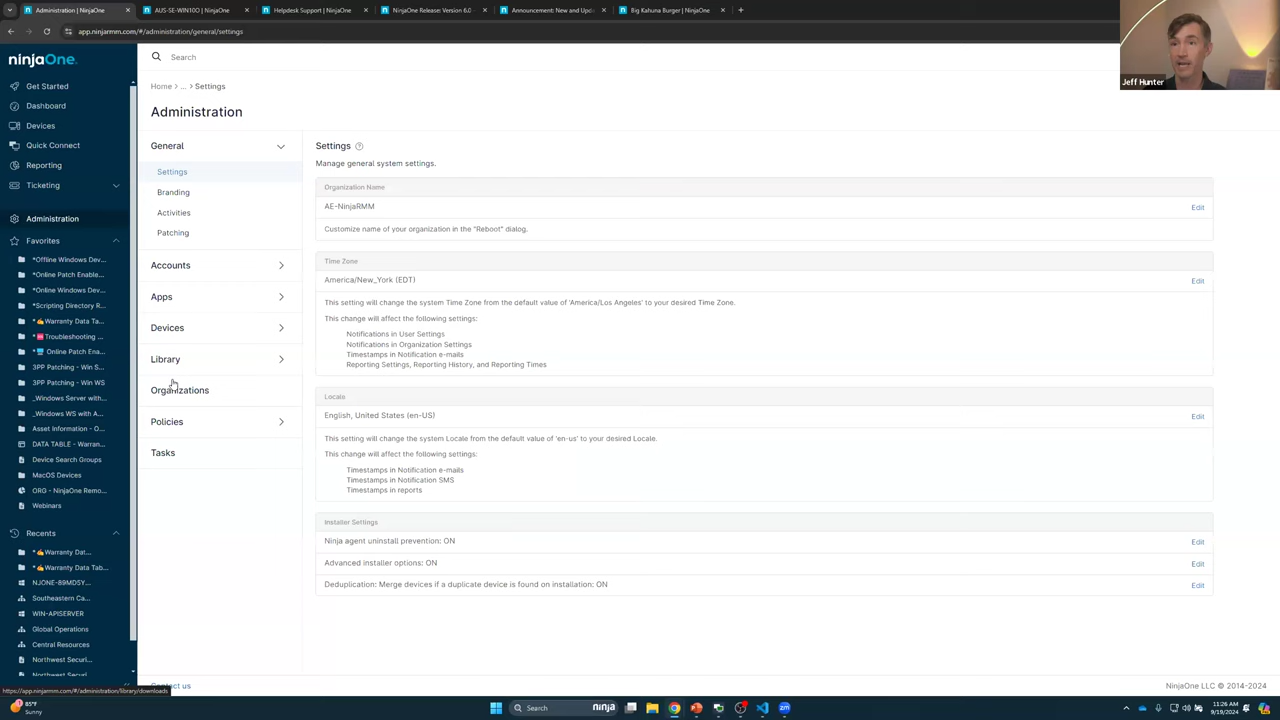 Administration | NinjaOne
AUS-SE-WIN10 | NinjaOne
Helpdesk Support | NinjaOne
NinjaOne Release: Version 6.0
Announcement: New and Upd
Big Kahuna Burger | NinjaOne
app.ninjarmm.com/#/administration/general/settings
Jeff Hunter
ninjaOne
Search
Get Started
Dashboard
Devices
Quick Connect
Reporting
Ticketing
Administration
Favorites
*Offline Windows Dev...
*Online Patch Enable...
*Online Windows Dev...
*Scripting Directory R...
*✍Warranty Data Ta...
*🆘Troubleshooting ...
*🖥 Online Patch Ena...
3PP Patching - Win S...
3PP Patching - Win WS
_Windows Server with...
_Windows WS with A...
Asset Information - O...
DATA TABLE - Warran...
Device Search Groups
MacOS Devices
ORG - NinjaOne Remo...
Webinars
Recents
*✍Warranty Dat...
*✍Warranty Data Tab...
NJONE-B9MD5Y...
Southeastern Ca...
WIN-APISERVER
Global Operations
Central Resources
Northwest Securi...
Northwest Securi...
Home > ... > Settings
Administration
General
Settings
Branding
Activities
Patching
Accounts
Apps
Devices
Library
Organizations
Policies
Tasks
Settings
Manage general system settings.
Organization Name
AE-NinjaRMM
Edit
Customize name of your organization in the "Reboot" dialog.
Time Zone
America/New_York (EDT)
Edit
This setting will change the system Time Zone from the default value of 'America/Los Angeles' to your desired Time Zone.
This change will affect the following settings:
Notifications in User Settings
Notifications in Organization Settings
Timestamps in Notification e-mails
Reporting Settings, Reporting History, and Reporting Times
Locale
English, United States (en-US)
Edit
This setting will change the system Locale from the default value of 'en-us' to your desired Locale.
This change will affect the following settings:
Timestamps in Notification e-mails
Timestamps in Notification SMS
Timestamps in reports
Installer Settings
Ninja agent uninstall prevention: ON
Edit
Advanced installer options: ON
Edit
Deduplication: Merge devices if a duplicate device is found on installation: ON
Edit
https://app.ninjarmm.com/#/administration/library/downloads
Contact us
NinjaOne LLC © 2014-2024
1
85°F
Sunny
Search
ninja
11:26 AM
9/19/2024